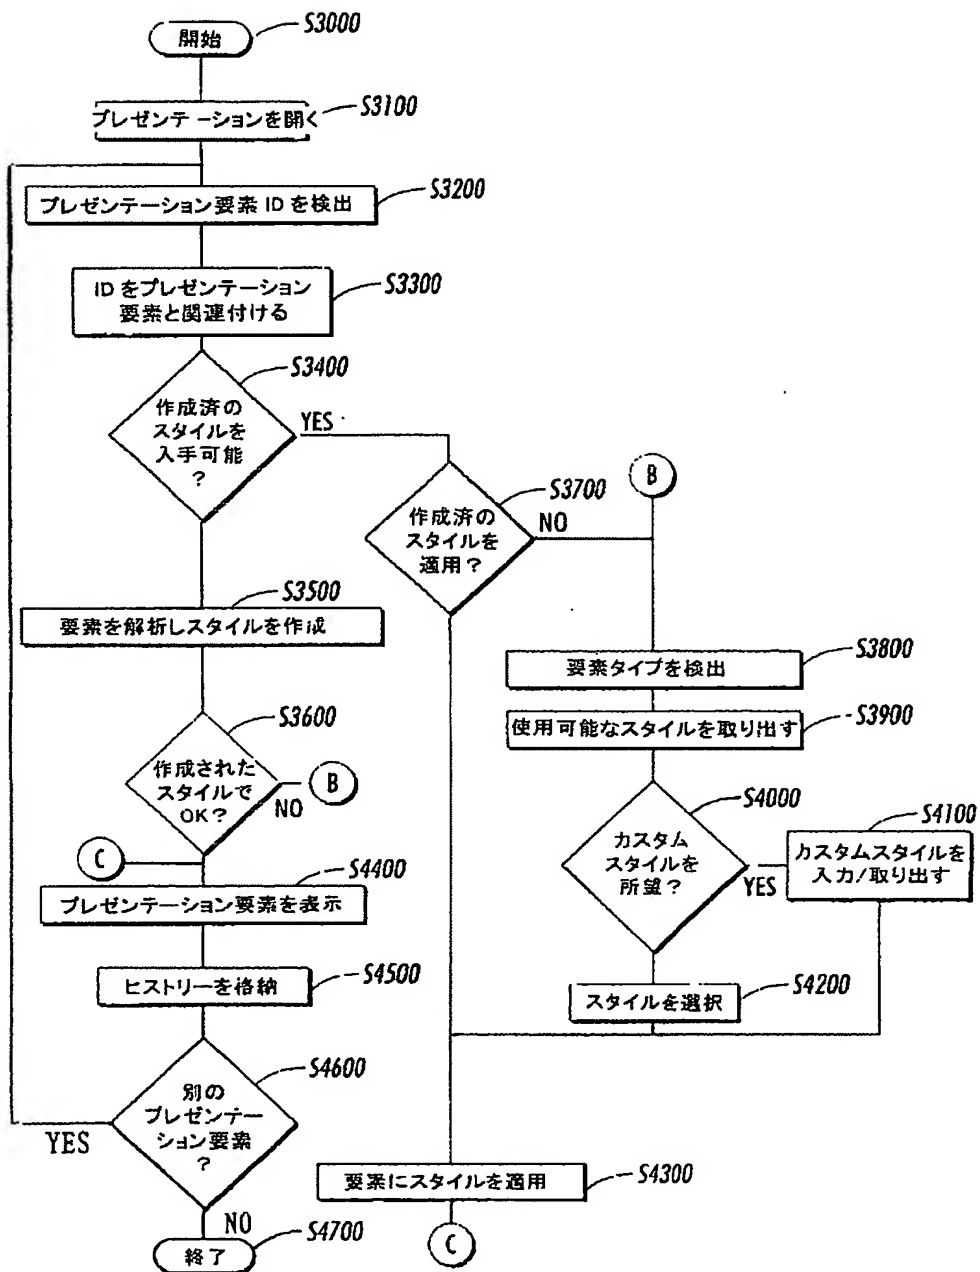 開始
S3000
プレゼンテーションを開く
S3100
プレゼンテーション要素 ID を検出
S3200
ID をプレゼンテーション
要素と関連付ける
S3300
作成済の
スタイルを
入手可能
?
S3400
YES
作成済の
スタイルを
適用?
S3700
NO
B
要素を解析しスタイルを作成
S3500
要素タイプを検出
S3800
使用可能なスタイルを取り出す
S3900
作成された
スタイルで
OK?
S3600
NO
B
カスタム
スタイルを
所望?
S4000
YES
カスタムスタイルを
入力/取り出す
S4100
C
プレゼンテーション要素を表示
S4400
ヒストリーを格納
S4500
スタイルを選択
S4200
別の
プレゼンテー
ション要素
?
S4600
YES
NO
要素にスタイルを適用
S4300
C
終了
S4700